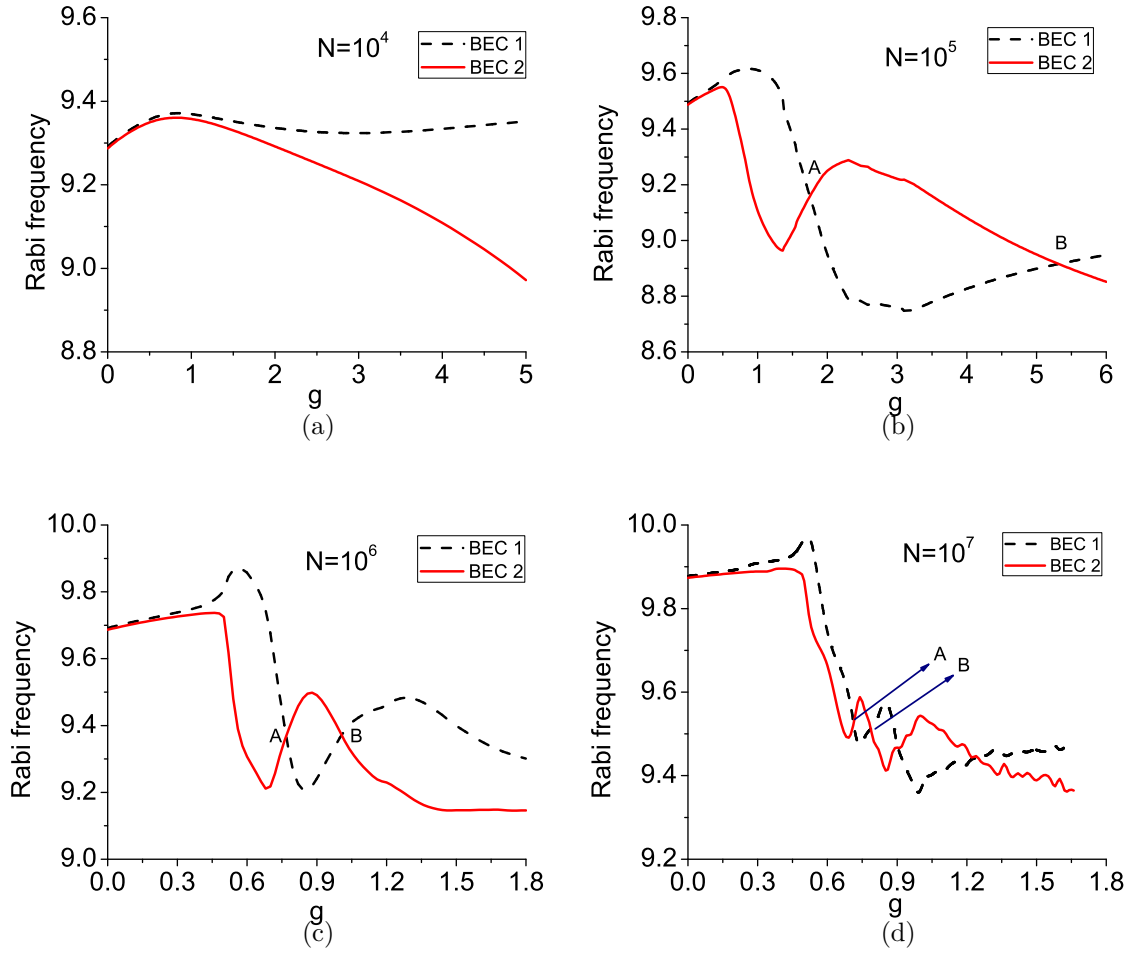 9.6
9.4
9.2
9.0
8.8
Rabi frequency
N=10^4
BEC 1
BEC 2
0 1 2 3 4 5
g
(a)
9.8
9.6
9.4
9.2
9.0
8.8
8.6
Rabi frequency
N=10^5
BEC 1
BEC 2
A
B
0 1 2 3 4 5 6
g
(b)
10.0
9.8
9.6
9.4
9.2
9.0
Rabi frequency
N=10^6
BEC 1
BEC 2
A B
0.0 0.3 0.6 0.9 1.2 1.5 1.8
g
(c)
10.0
9.8
9.6
9.4
9.2
Rabi frequency
N=10^7
BEC 1
BEC 2
A
B
0.0 0.3 0.6 0.9 1.2 1.5 1.8
g
(d)